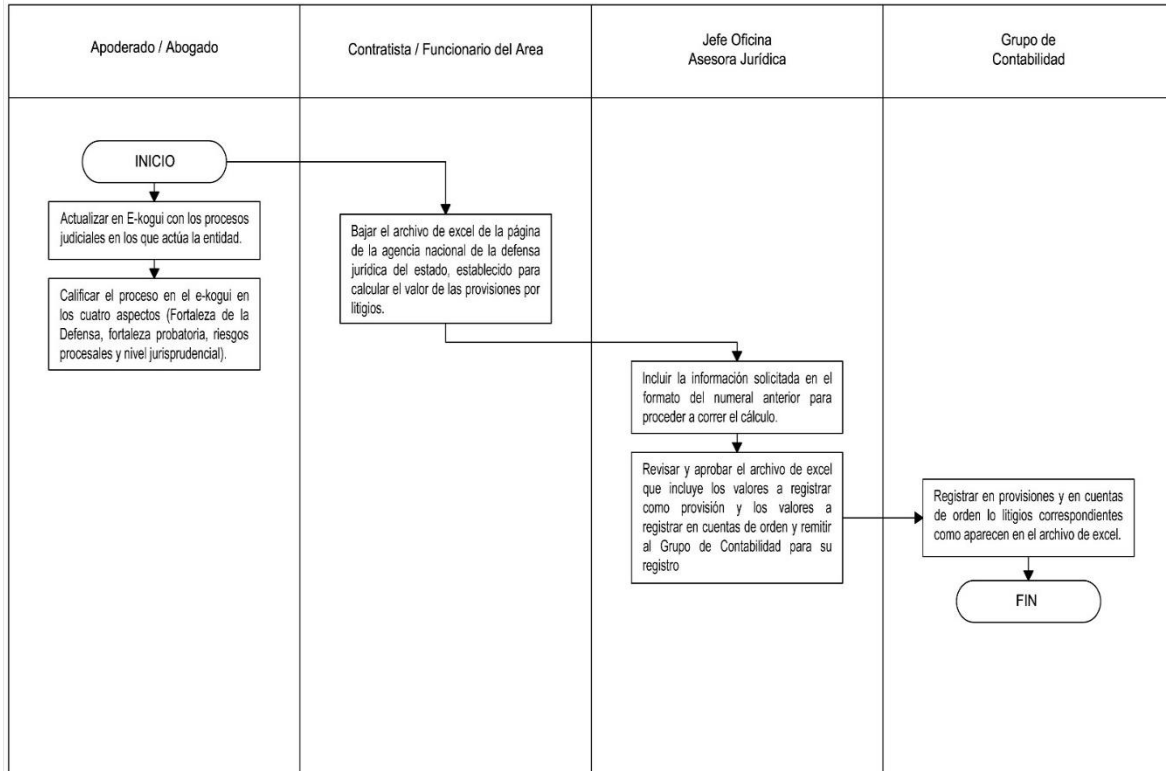 Apoderado / Abogado
Contratista / Funcionario del Area
Jefe Oficina
Asesora Jurídica
Grupo de
Contabilidad
INICIO
Actualizar en E-kogui con los procesos
judiciales en los que actúa la entidad.
Calificar el proceso en el e-kogui en
los cuatro aspectos (Fortaleza de la
Defensa, fortaleza probatoria, riesgos
procesales y nivel jurisprudencial).
Bajar el archivo de excel de la página
de la agencia nacional de la defensa
jurídica del estado, establecido para
calcular el valor de las provisiones por
litigios.
Incluir la información solicitada en el
formato del numeral anterior para
proceder a correr el cálculo.
Revisar y aprobar el archivo de excel
que incluye los valores a registrar
como provisión y los valores a
registrar en cuentas de orden y remitir
al Grupo de Contabilidad para su
registro
Registrar en provisiones y en cuentas
de orden lo litigios correspondientes
como aparecen en el archivo de excel.
FIN